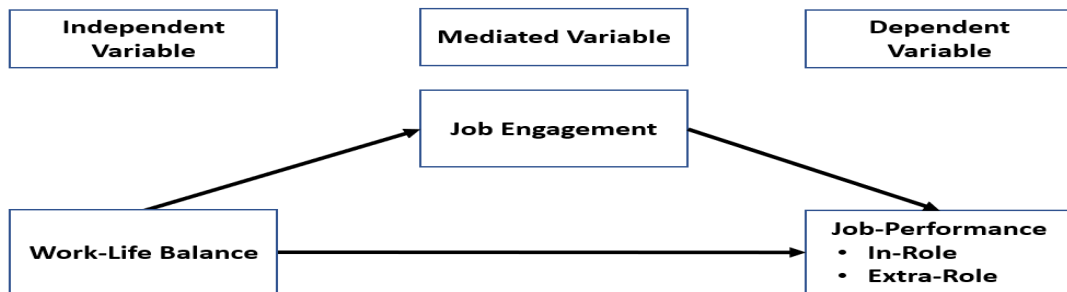 Independent
Variable
Mediated Variable
Dependent
Variable
Job Engagement
Work-Life Balance
Job-Performance
• In-Role
• Extra-Role